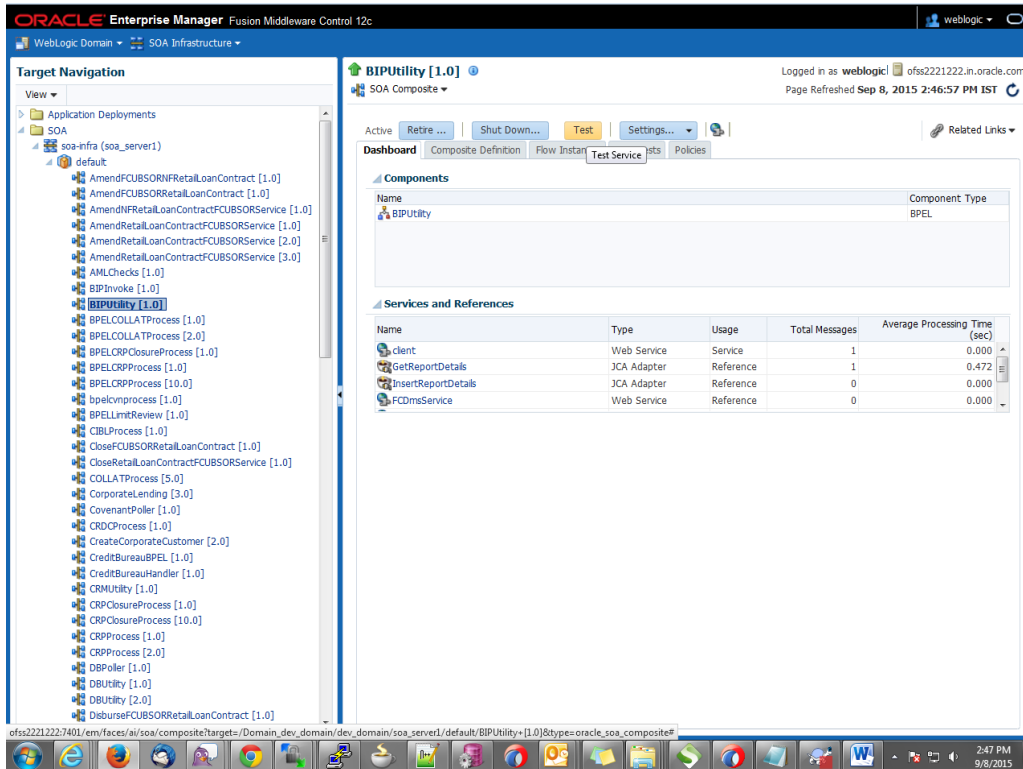 ORACLE Enterprise Manager Fusion Middleware Control 12c
weblogic
WebLogic Domain SOA Infrastructure
Target Navigation
View
Application Deployments
SOA
soa-infra (soa_server1)
default
AmendFCUBSORNFRetailLoanContract [1.0]
AmendFCUBSORRetailLoanContract [1.0]
AmendNFRetailLoanContractFCUBSORService [1.0]
AmendRetailLoanContractFCUBSORService [1.0]
AmendRetailLoanContractFCUBSORService [2.0]
AmendRetailLoanContractFCUBSORService [3.0]
AMLChecks [1.0]
BIPInvoke [1.0]
BIPUtility [1.0]
BPELCOLLATProcess [1.0]
BPELCOLLATProcess [2.0]
BPELCRPClosureProcess [1.0]
BPELCRPProcess [1.0]
BPELCRPProcess [10.0]
bpelcvnprocess [1.0]
BPELLimitReview [1.0]
CIBLProcess [1.0]
CloseFCUBSORRetailLoanContract [1.0]
CloseRetailLoanContractFCUBSORService [1.0]
COLLATProcess [5.0]
CorporateLending [3.0]
CovenantPoller [1.0]
CRDCProcess [1.0]
CreateCorporateCustomer [2.0]
CreditBureauBPEL [1.0]
CreditBureauHandler [1.0]
CRMUtility [1.0]
CRPClosureProcess [1.0]
CRPClosureProcess [10.0]
CRPProcess [1.0]
CRPProcess [2.0]
DBPoller [1.0]
DBUtility [1.0]
DBUtility [2.0]
DisburseFCUBSORRetailLoanContract [1.0]
BIPUtility [1.0]
SOA Composite
Logged in as weblogic ofss2221222.in.oracle.com
Page Refreshed Sep 8, 2015 2:46:57 PM IST
Active Retire ... Shut Down... Test Settings... Related Links
Dashboard Composite Definition Flow Instan Test Service ests Policies
Components
Name Component Type
BIPUtility BPEL
Services and References
Name Type Usage Total Messages Average Processing Time (sec)
client Web Service Service 1 0.000
GetReportDetails JCA Adapter Reference 1 0.472
InsertReportDetails JCA Adapter Reference 0 0.000
FCDmsService Web Service Reference 0 0.000
ofss2221222:7401/em/faces/ai/soa/composite?target=/Domain_dev_domain/dev_domain/soa_server1/default/BIPUtility+[1.0]&type=oracle_soa_composite#
2:47 PM
9/8/2015